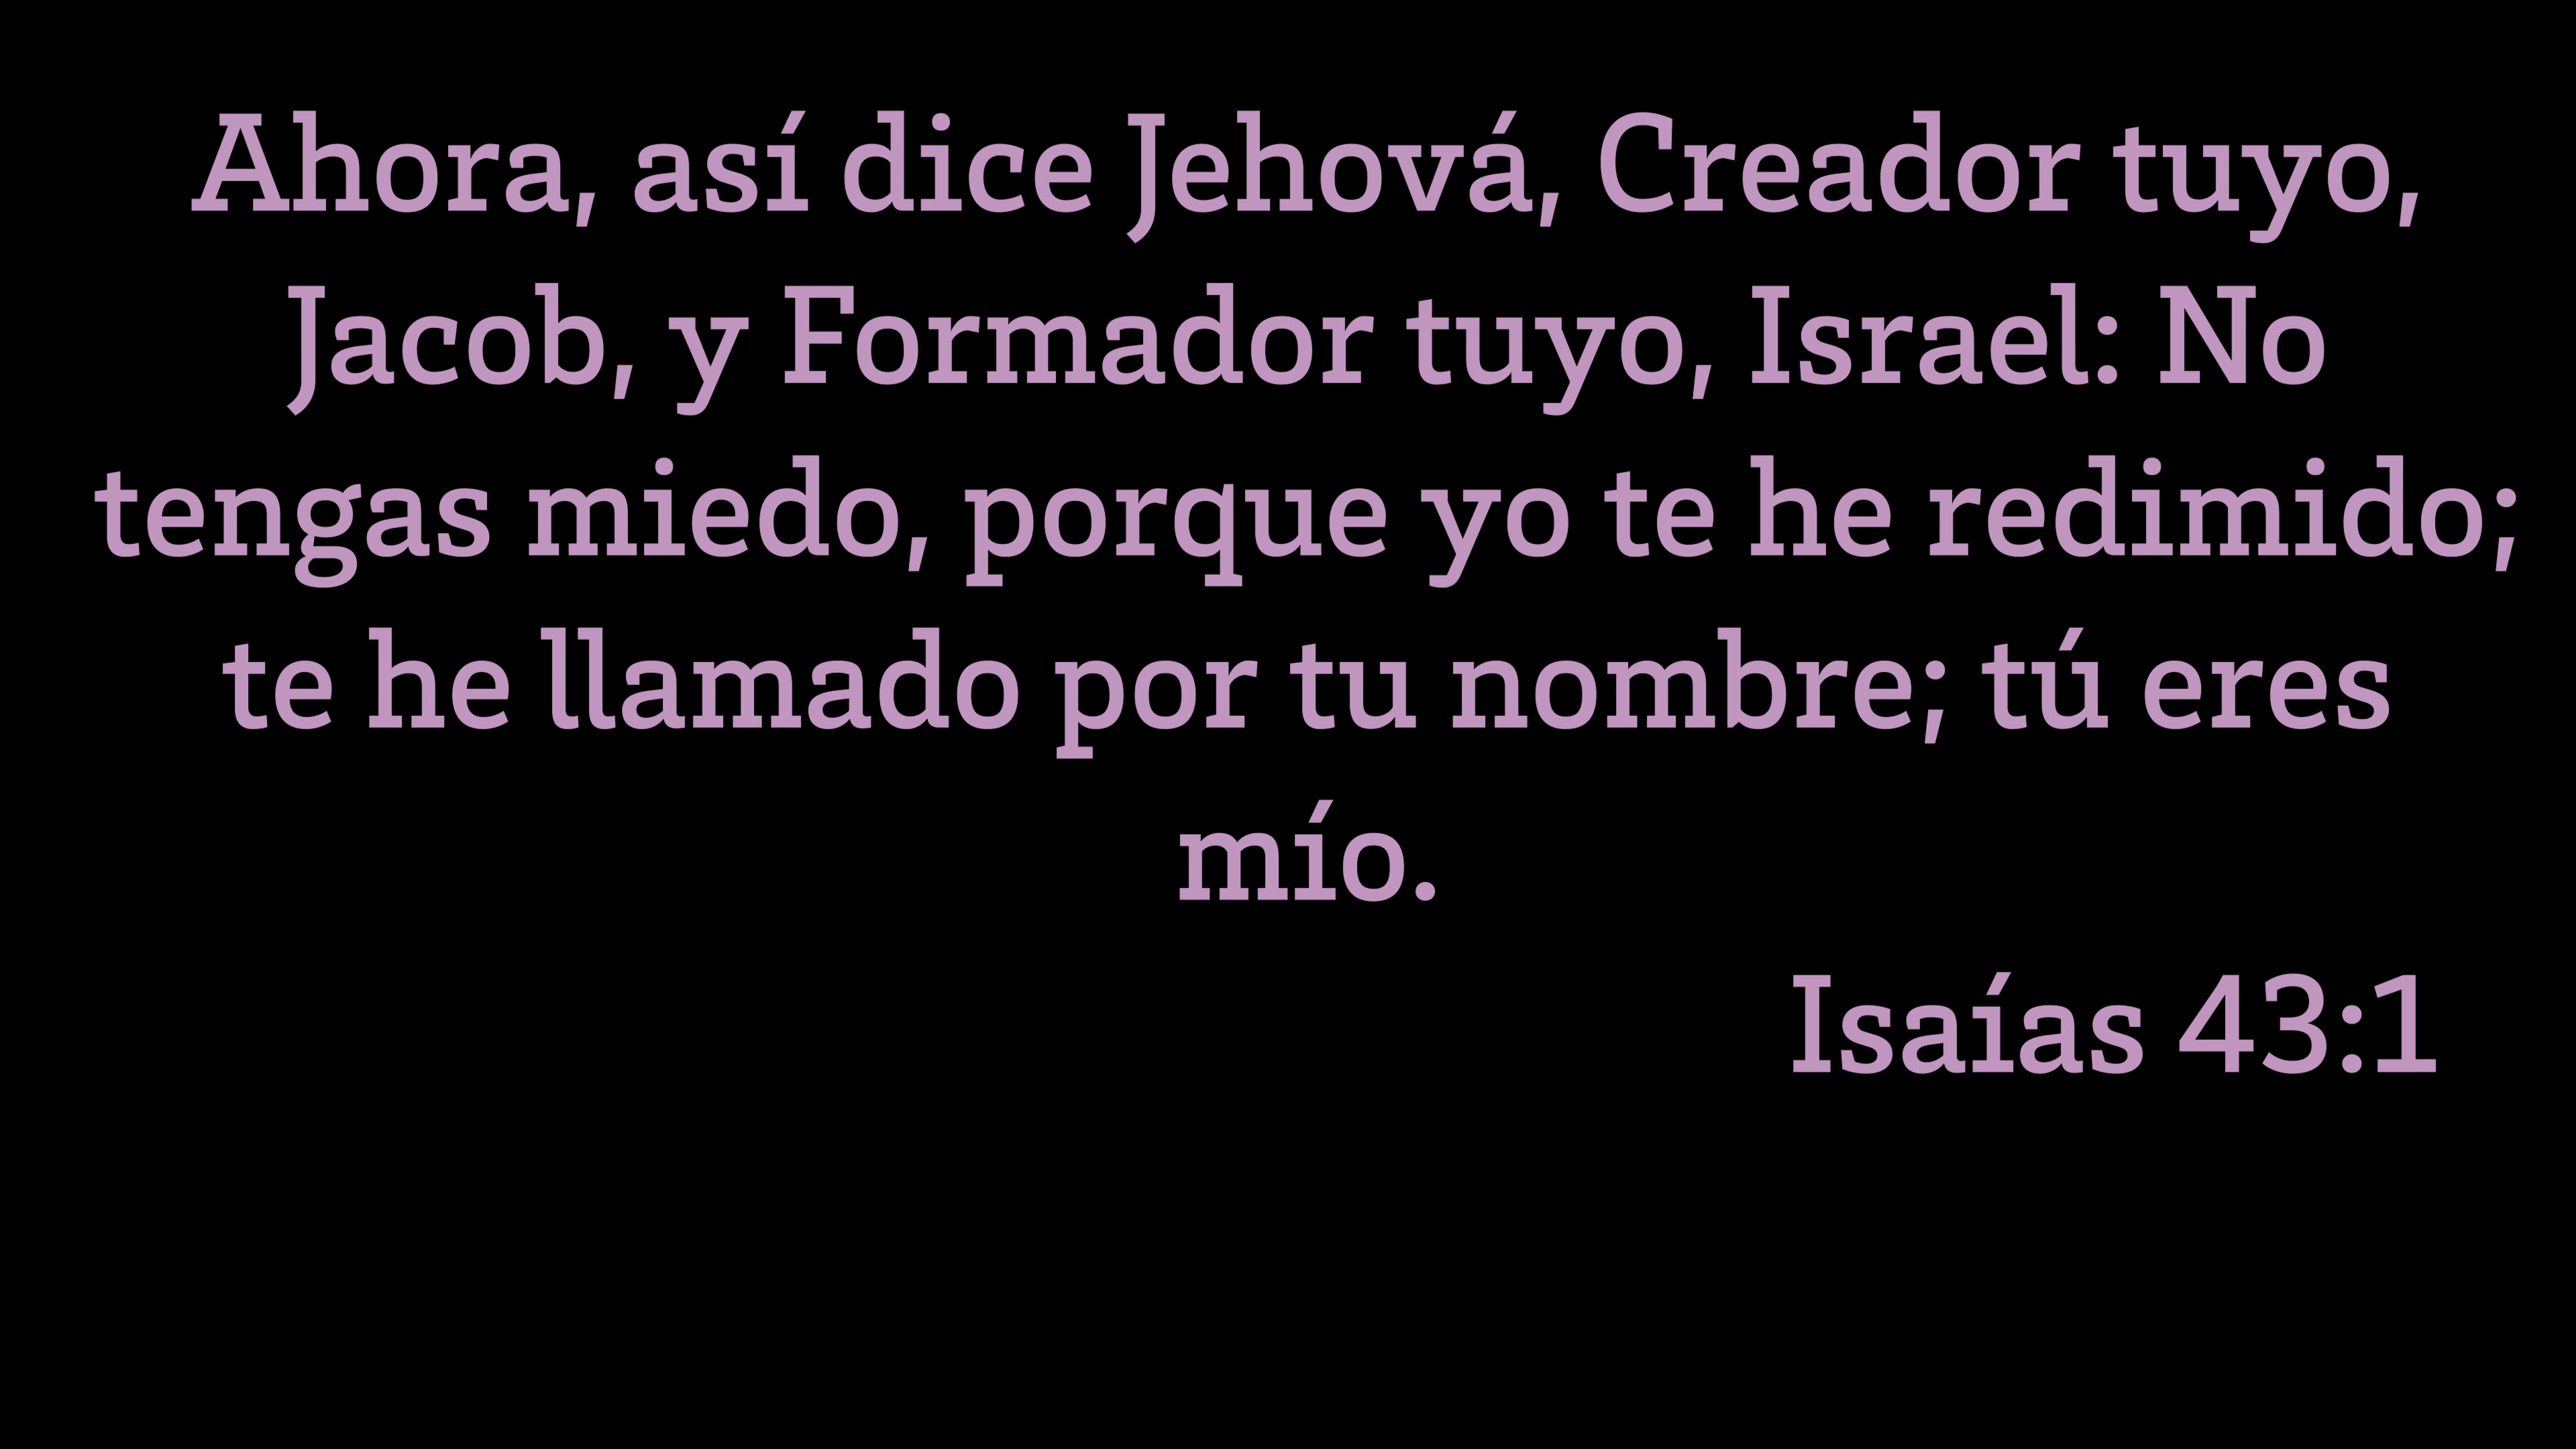 Ahora, así dice Jehová, Creador tuyo,
Jacob, y Formador tuyo, Israel: No
tengas miedo, porque yo te he redimido;
te he llamado por tu nombre; tú eres
mío.
Isaías 43:1